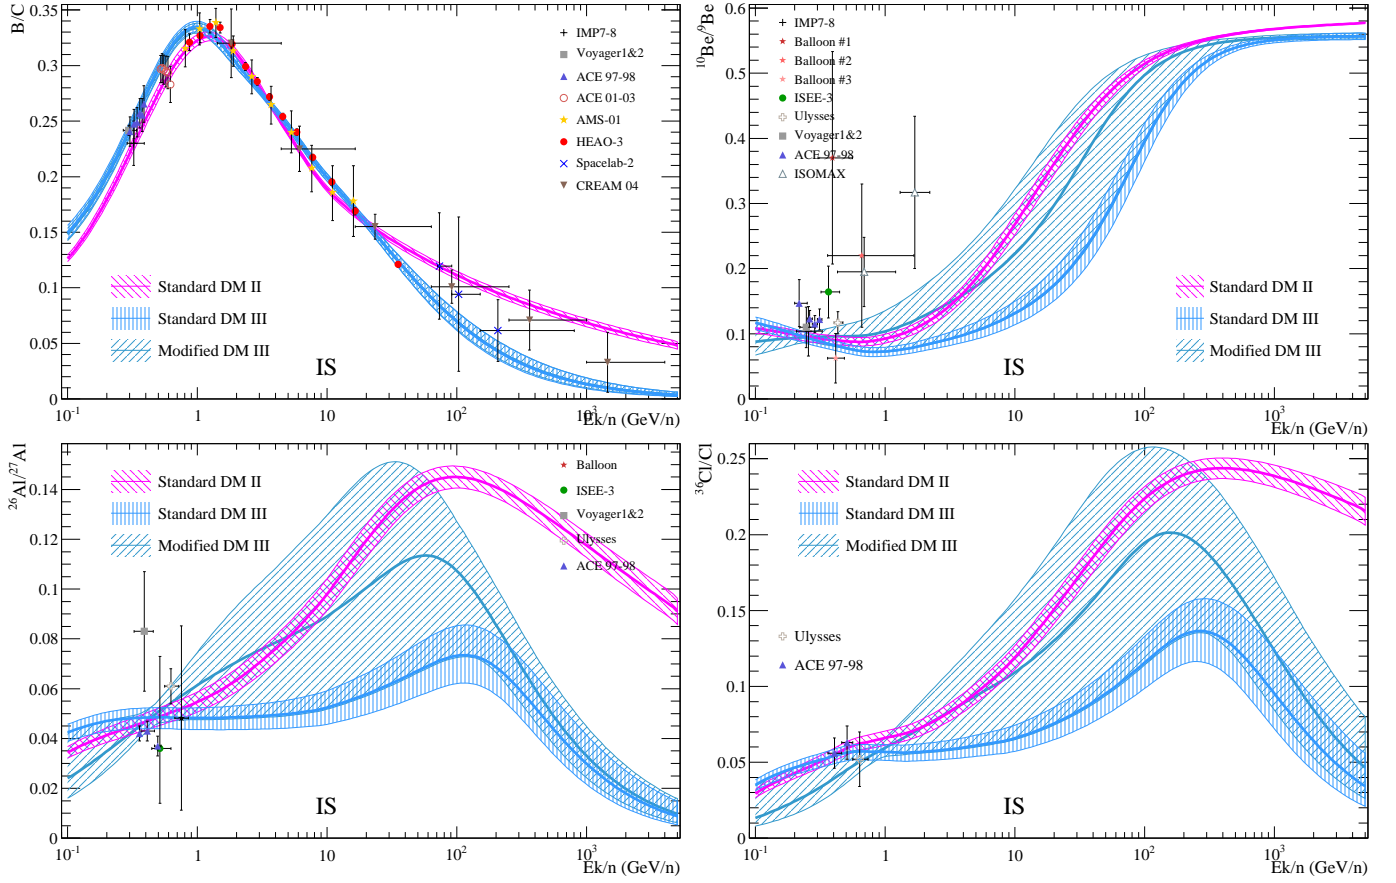 B/C
0.35
0.3
0.25
0.2
0.15
0.1
0.05
0
IMP7-8
Voyager1&2
ACE 97-98
ACE 01-03
AMS-01
HEAO-3
Spacelab-2
CREAM 04
Standard DM II
Standard DM III
Modified DM III
IS
10⁻¹
1
10
10²
10³
Ek/n (GeV/n)
¹⁰Be/⁹Be
0.6
0.5
0.4
0.3
0.2
0.1
0
IMP7-8
Balloon #1
Balloon #2
Balloon #3
ISEE-3
Ulysses
Voyager1&2
ACE 97-98
ISOMAX
Standard DM II
Standard DM III
Modified DM III
IS
10⁻¹
1
10
10²
10³
Ek/n (GeV/n)
²⁶Al/²⁷Al
0.14
0.12
0.1
0.08
0.06
0.04
0.02
0
Standard DM II
Standard DM III
Modified DM III
Balloon
ISEE-3
Voyager1&2
Ulysses
ACE 97-98
IS
10⁻¹
1
10
10²
10³
Ek/n (GeV/n)
³⁶Cl/Cl
0.25
0.2
0.15
0.1
0.05
0
Standard DM II
Standard DM III
Modified DM III
Ulysses
ACE 97-98
IS
10⁻¹
1
10
10²
10³
Ek/n (GeV/n)